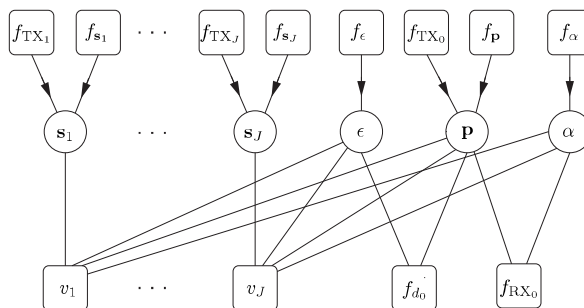 f_{TX_1} f_{𝐬_1} · · · f_{TX_J} f_{𝐬_J} f_ϵ f_{TX_0} f_𝐩 f_α
𝐬_1 · · · 𝐬_J ϵ 𝐩 α
v_1 · · · v_J f_{d_0} f_{RX_0}